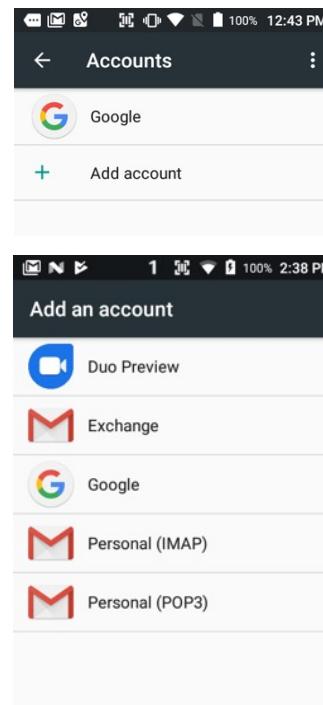 100% 12:43 PM
Accounts
Google
Add account
1 100% 2:38 P
Add an account
Duo Preview
Exchange
Google
Personal (IMAP)
Personal (POP3)